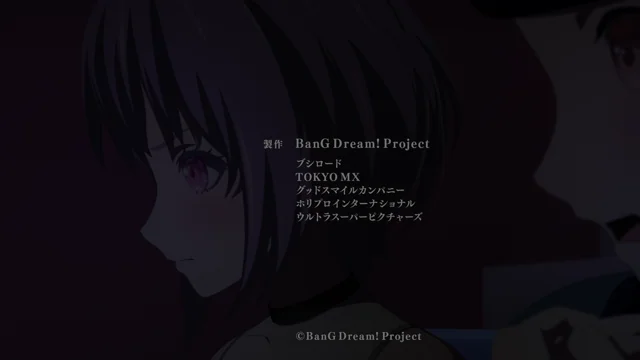 製作 BanG Dream! Project
ブシロード
TOKYO MX
グッドスマイルカンパニー
ホリプロインターナショナル
ウルトラスーパーピクチャーズ
©BanG Dream! Project